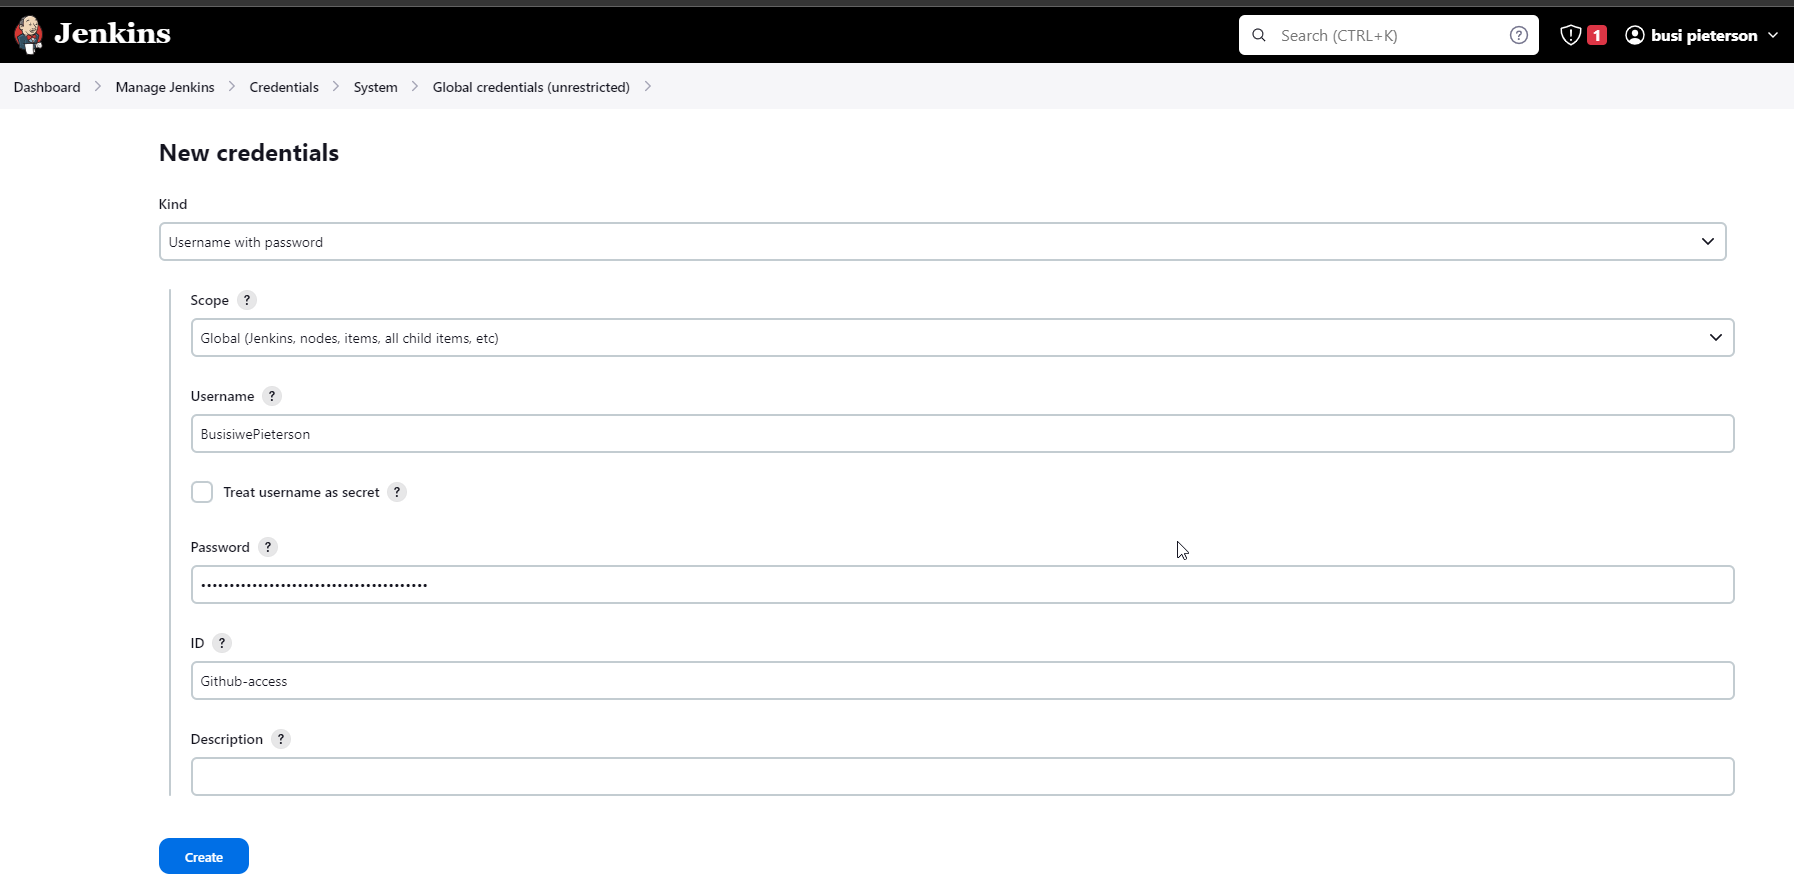 Jenkins
Search (CTRL+K) ?
1
busi pieterson
Dashboard > Manage Jenkins > Credentials > System > Global credentials (unrestricted) >
New credentials
Kind
Username with password
Scope ?
Global (Jenkins, nodes, items, all child items, etc)
Username ?
BusisiwePieterson
Treat username as secret ?
Password ?
••••••••••••••••••••••••••••••••••••••••
ID ?
Github-access
Description ?
Create